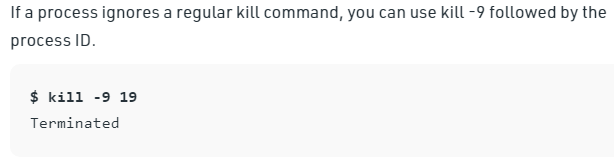 If a process ignores a regular kill command, you can use kill -9 followed by the
process ID.
$ kill -9 19
Terminated